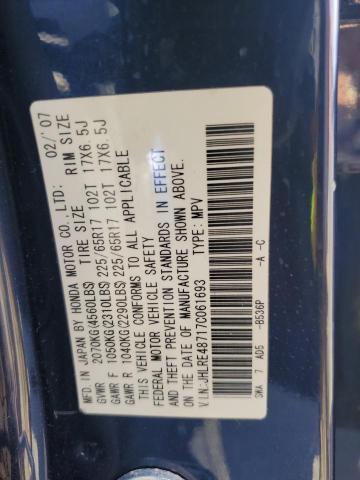 MFD. IN JAPAN BY HONDA MOTOR CO., LTD: 02/'07
TIRE SIZE RIM SIZE
GVWR 2070KG(4560LBS)
GAWR F 1050KG(2310LBS) 225/65R17 102T 17X6.5J
GAWR R 1040KG(2290LBS) 225/65R17 102T 17X6.5J
THIS VEHICLE CONFORMS TO ALL APPLICABLE
FEDERAL MOTOR VEHICLE SAFETY
AND THEFT PREVENTION STANDARDS IN EFFECT
ON THE DATE OF MANUFACTURE SHOWN ABOVE.
V.I.N: JHLRE48717C061693 TYPE: MPV
SWA 7 AD5 -B536P -A -C